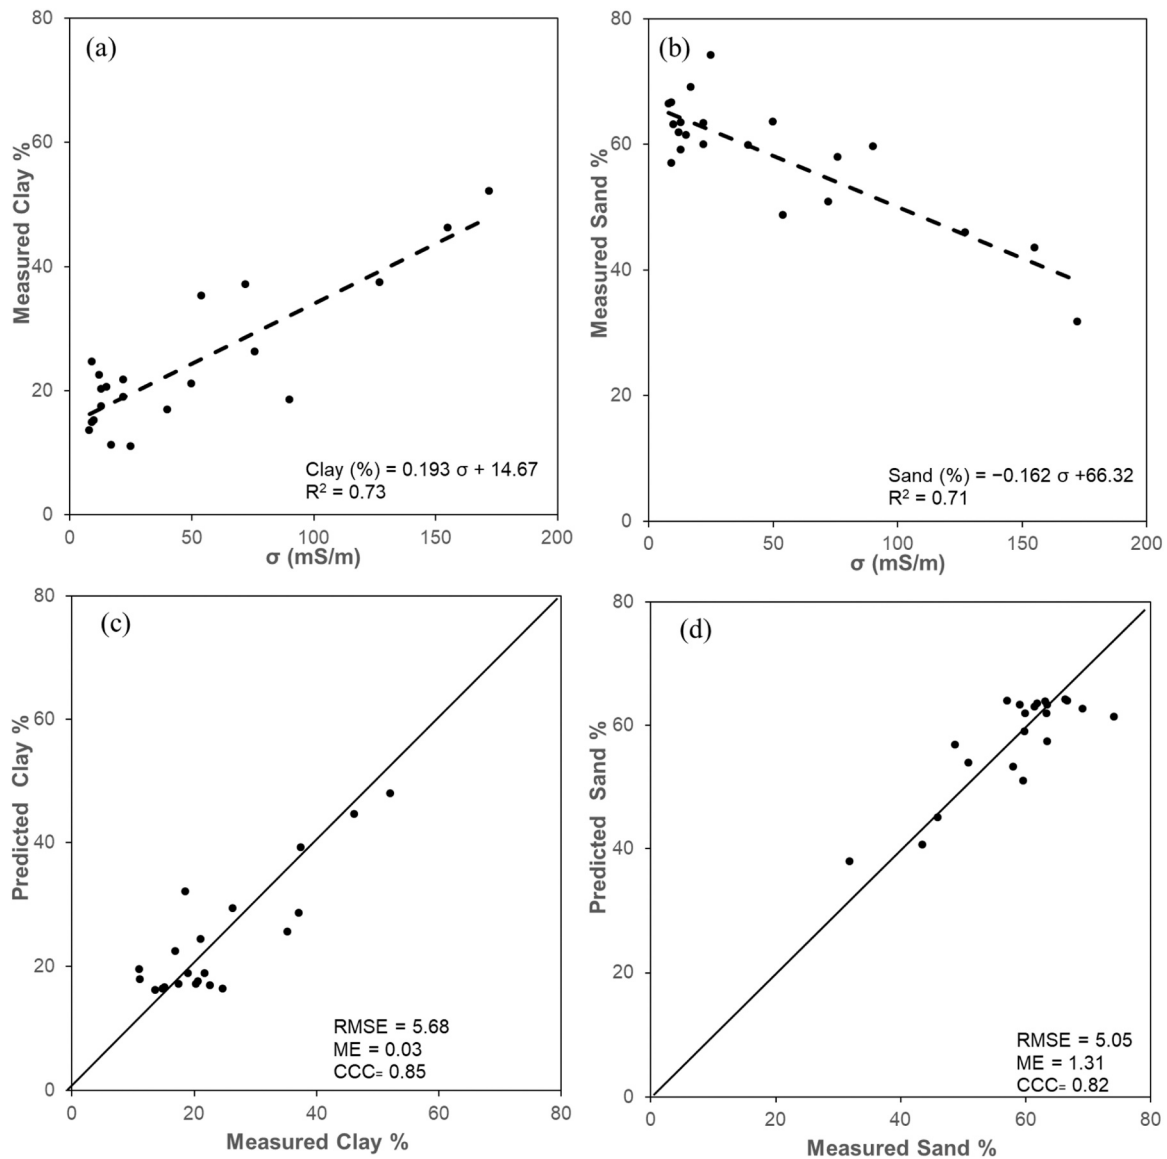 (a)
80
60
40
20
0
Measured Clay %
Clay (%) = 0.193 σ + 14.67
R² = 0.73
0 50 100 150 200
σ (mS/m)
(b)
80
60
40
20
0
Measured Sand %
Sand (%) = −0.162 σ +66.32
R² = 0.71
0 50 100 150 200
σ (mS/m)
(c)
80
60
40
20
0
Predicted Clay %
RMSE = 5.68
ME = 0.03
CCC= 0.85
0 20 40 60 80
Measured Clay %
(d)
80
60
40
20
0
Predicted Sand %
RMSE = 5.05
ME = 1.31
CCC= 0.82
0 20 40 60 80
Measured Sand %